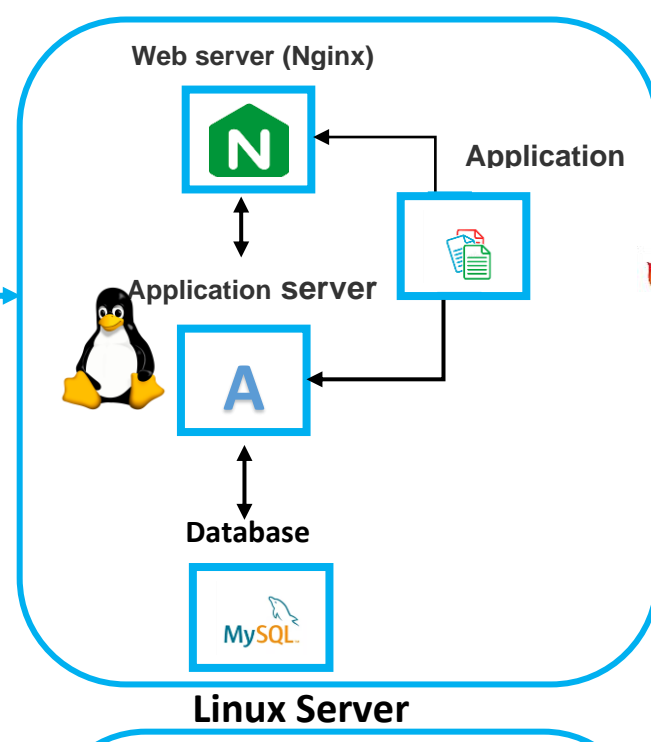 Web server (Nginx)
N
Application
Application server
A
Database
MySQL
Linux Server